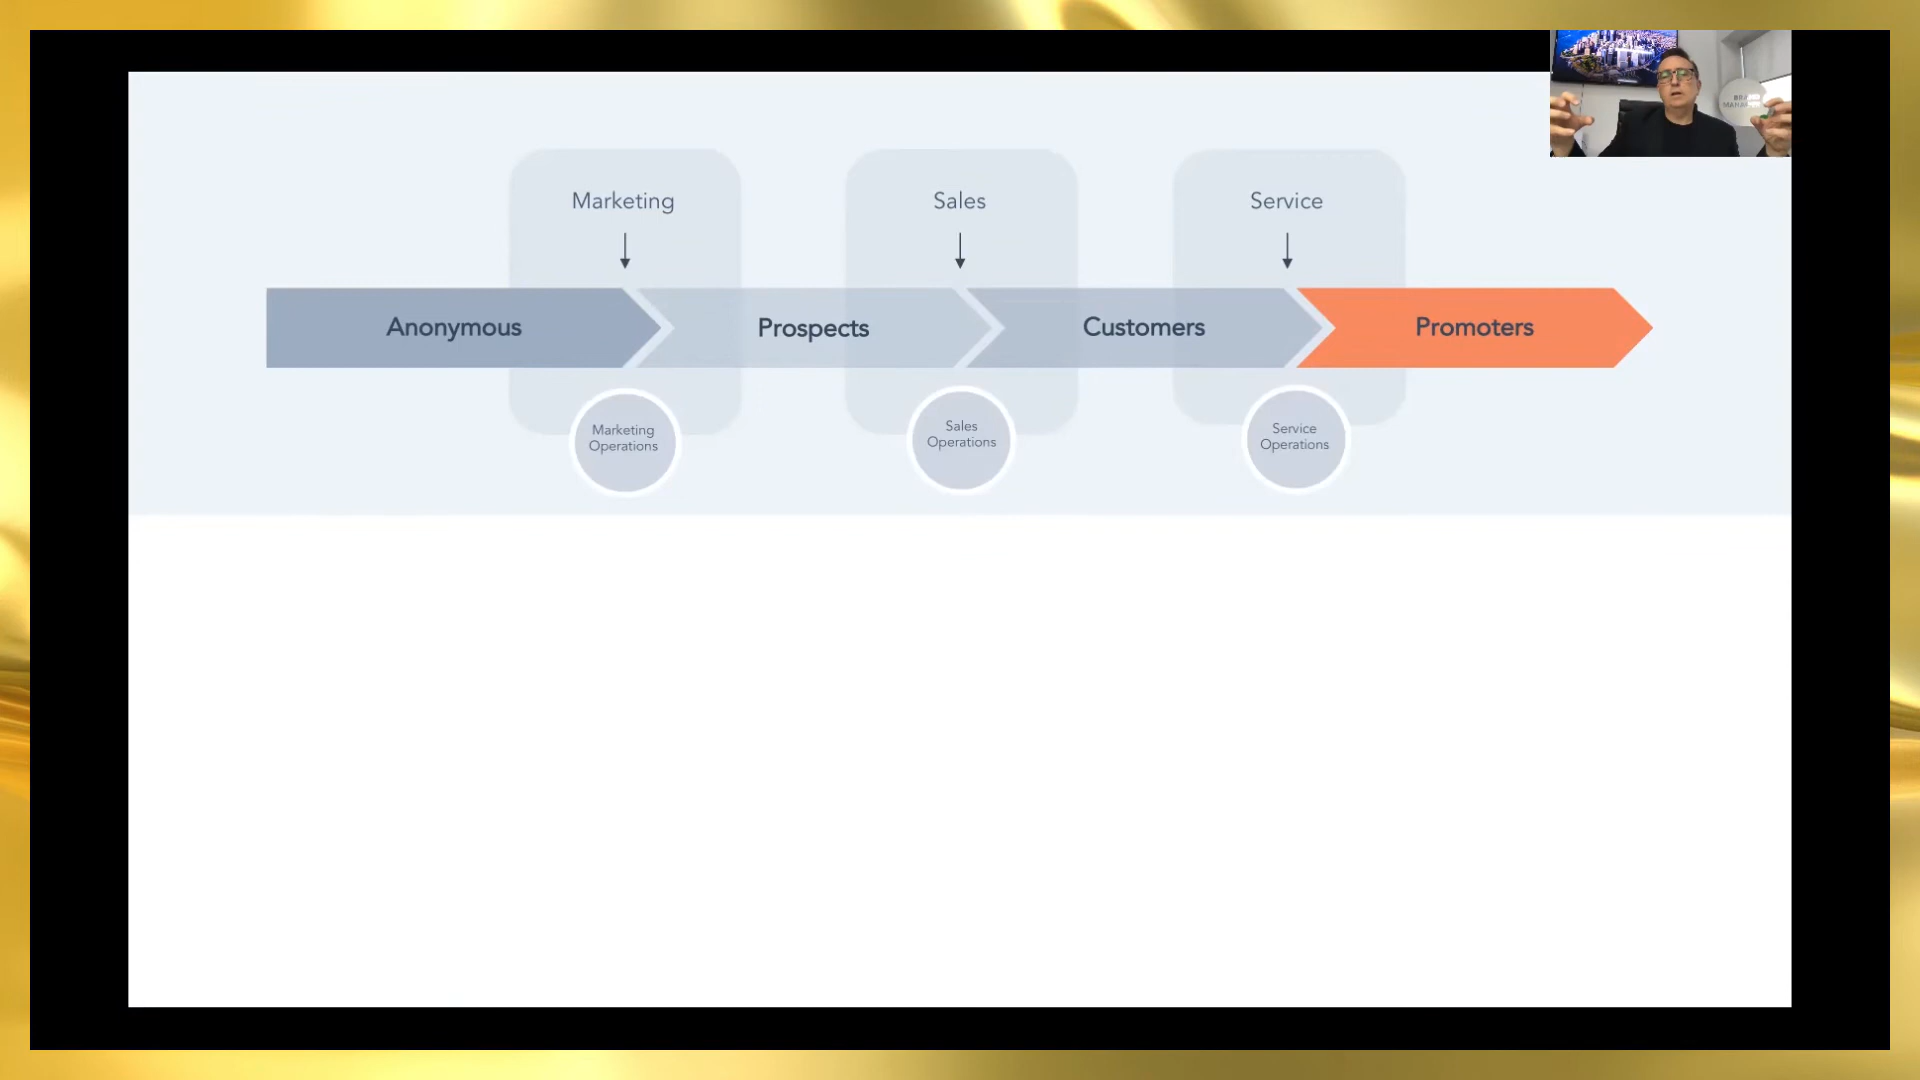 Marketing
Sales
Service
Anonymous
Prospects
Customers
Promoters
Marketing
Operations
Sales
Operations
Service
Operations